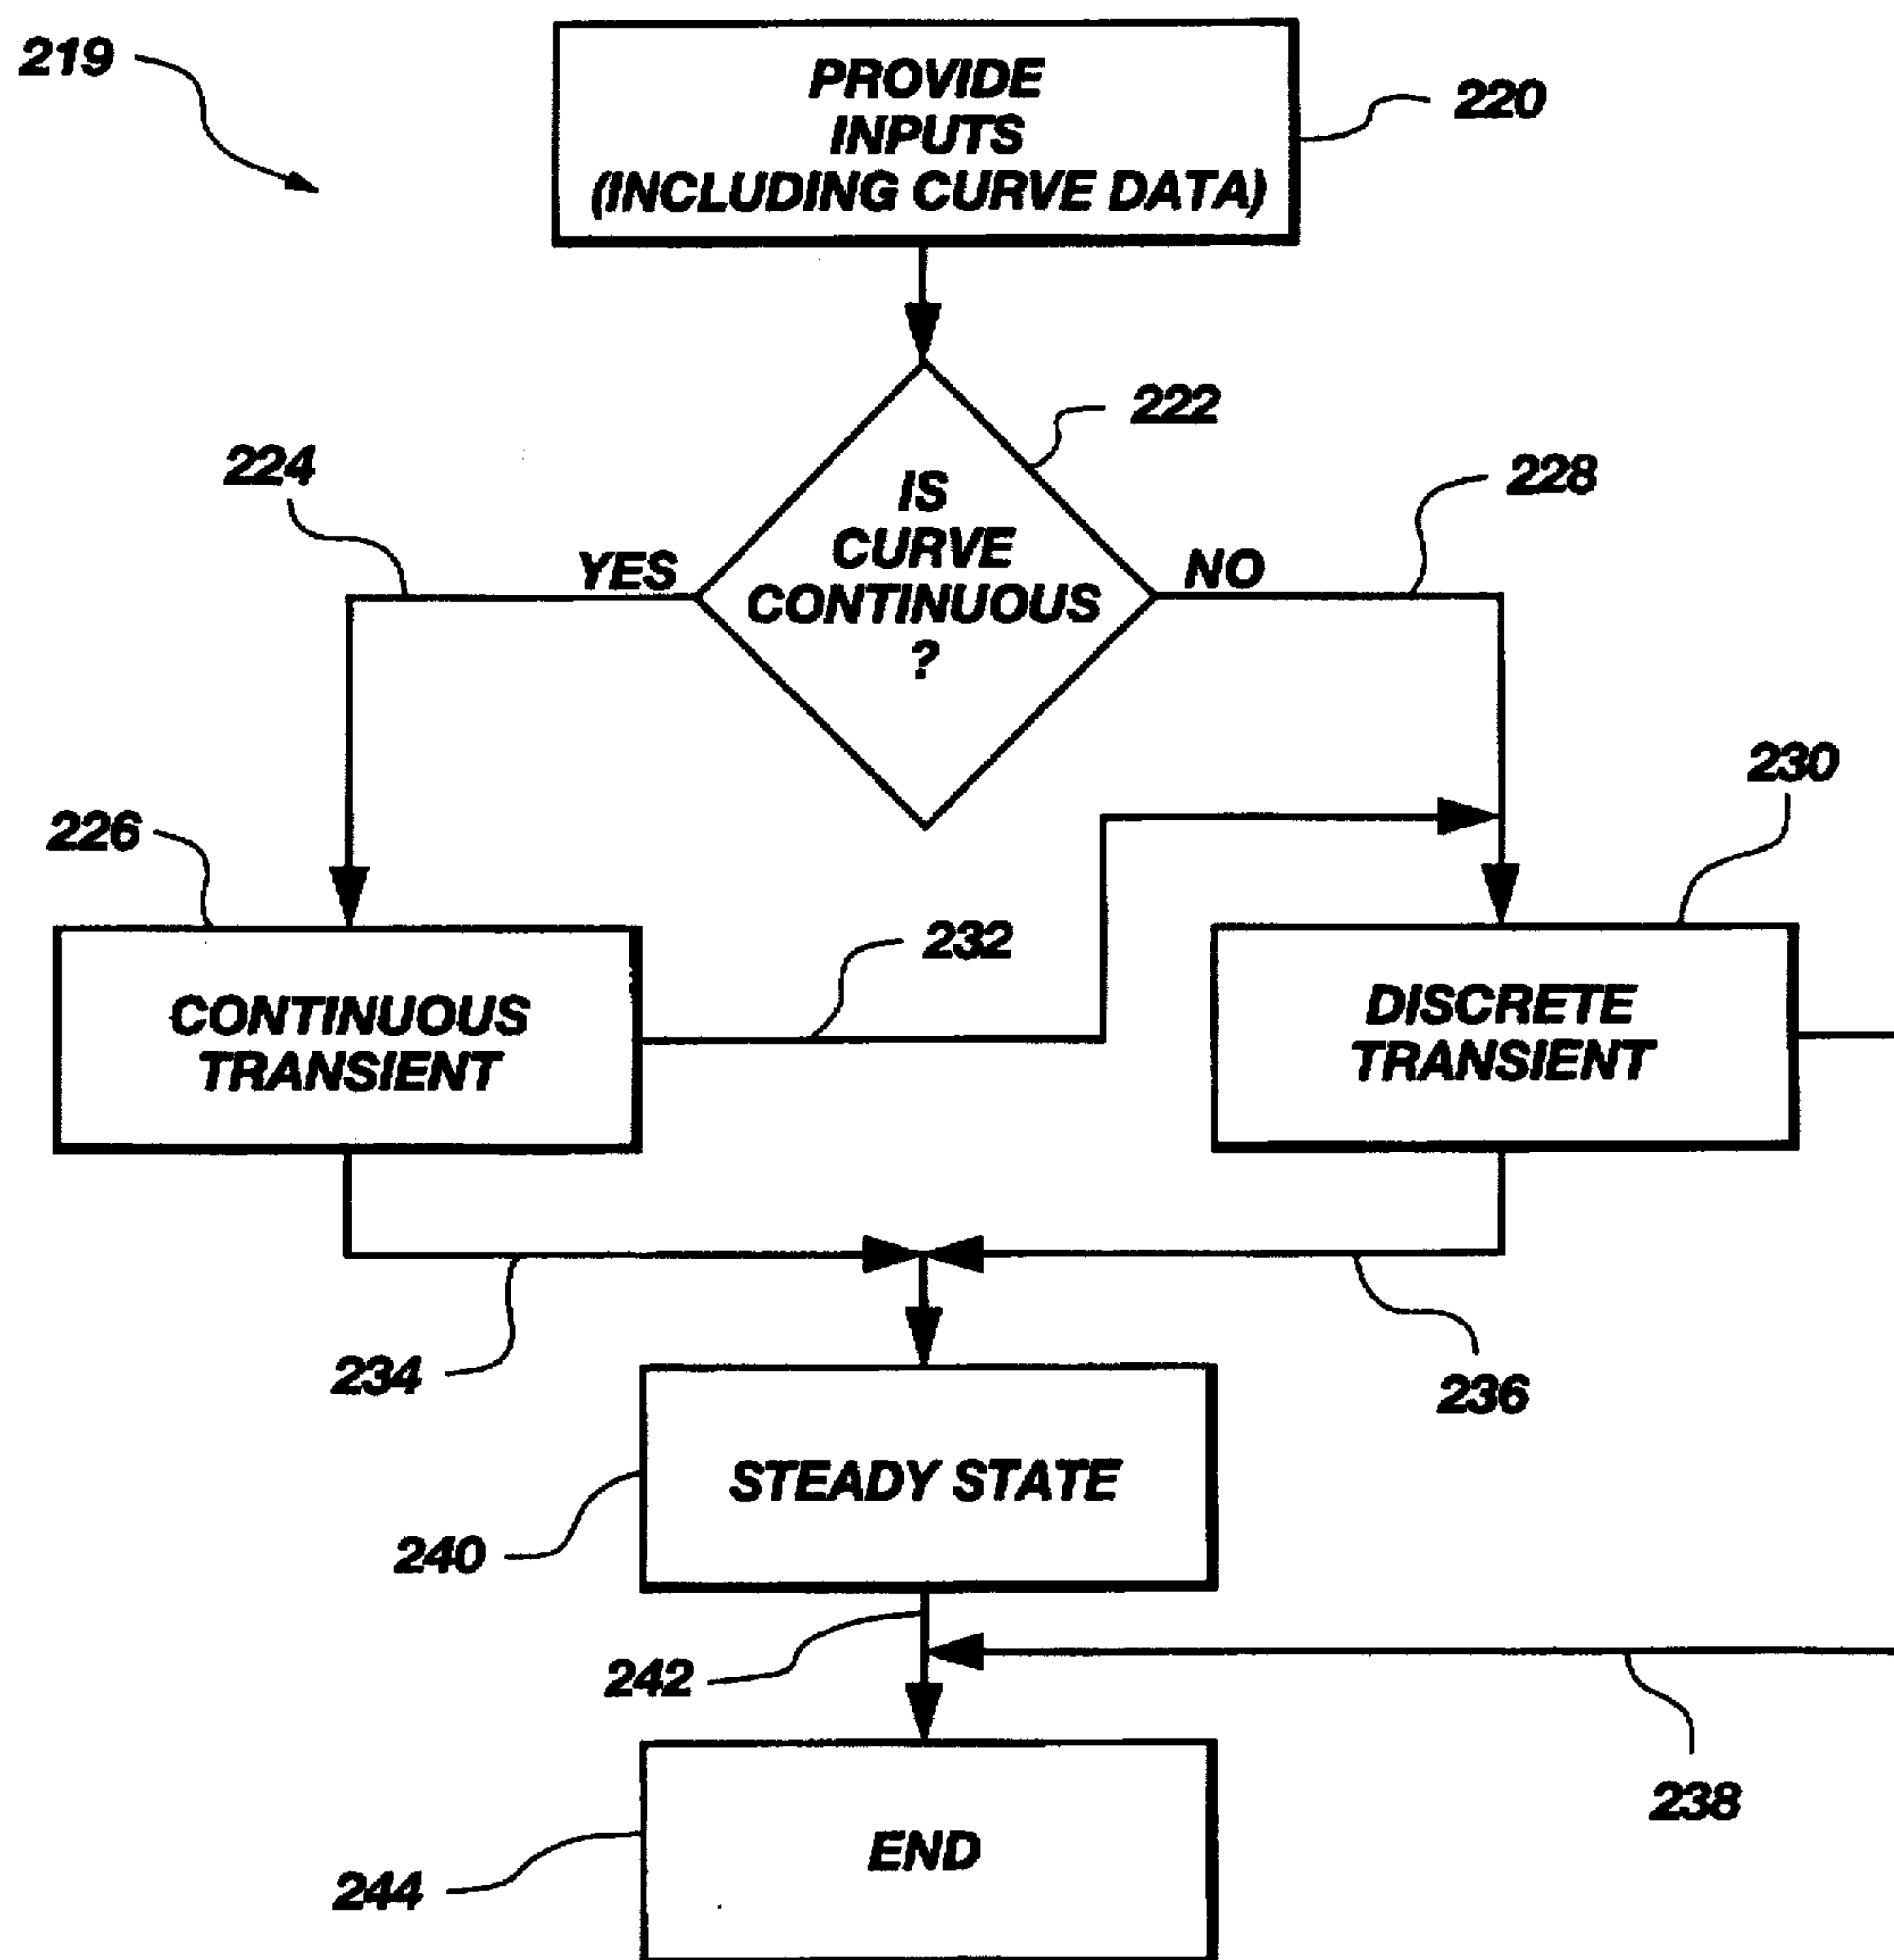 219
PROVIDE
INPUTS
(INCLUDING CURVE DATA)
220
222
224
228
IS
CURVE
CONTINUOUS
?
YES
NO
230
226
232
CONTINUOUS
TRANSIENT
DISCRETE
TRANSIENT
234
236
STEADY STATE
240
242
238
END
244